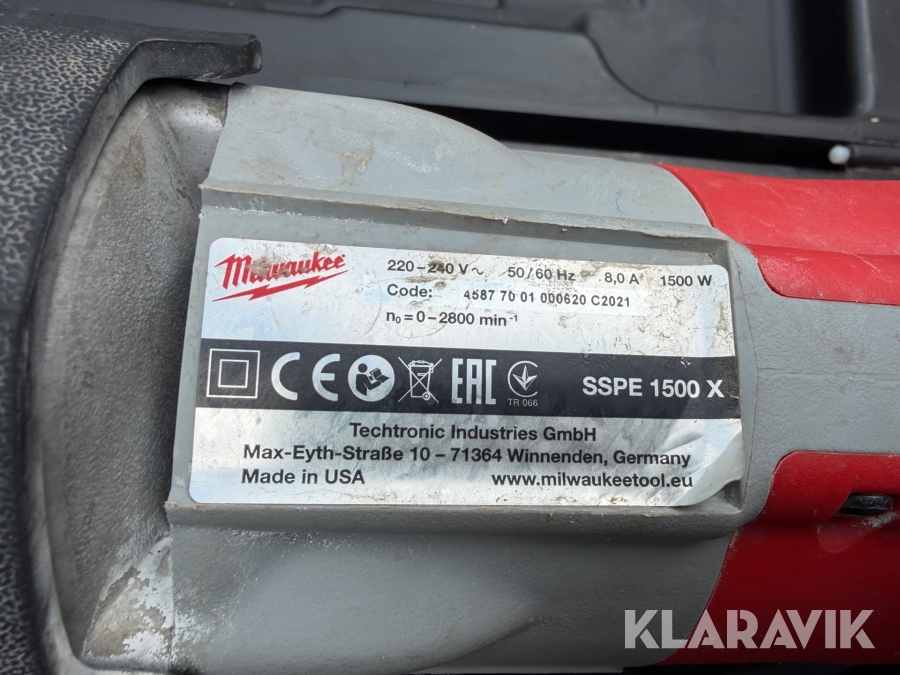 Milwaukee
220-240 V~ 50/60 Hz 8,0 A 1500 W
Code: 4587 70 01 000620 C2021
n₀ = 0-2800 min⁻¹
CE EAC TR 066 SSPE 1500 X
Techtronic Industries GmbH
Max-Eyth-Straße 10 – 71364 Winnenden, Germany
Made in USA www.milwaukeetool.eu
KLARAVIK